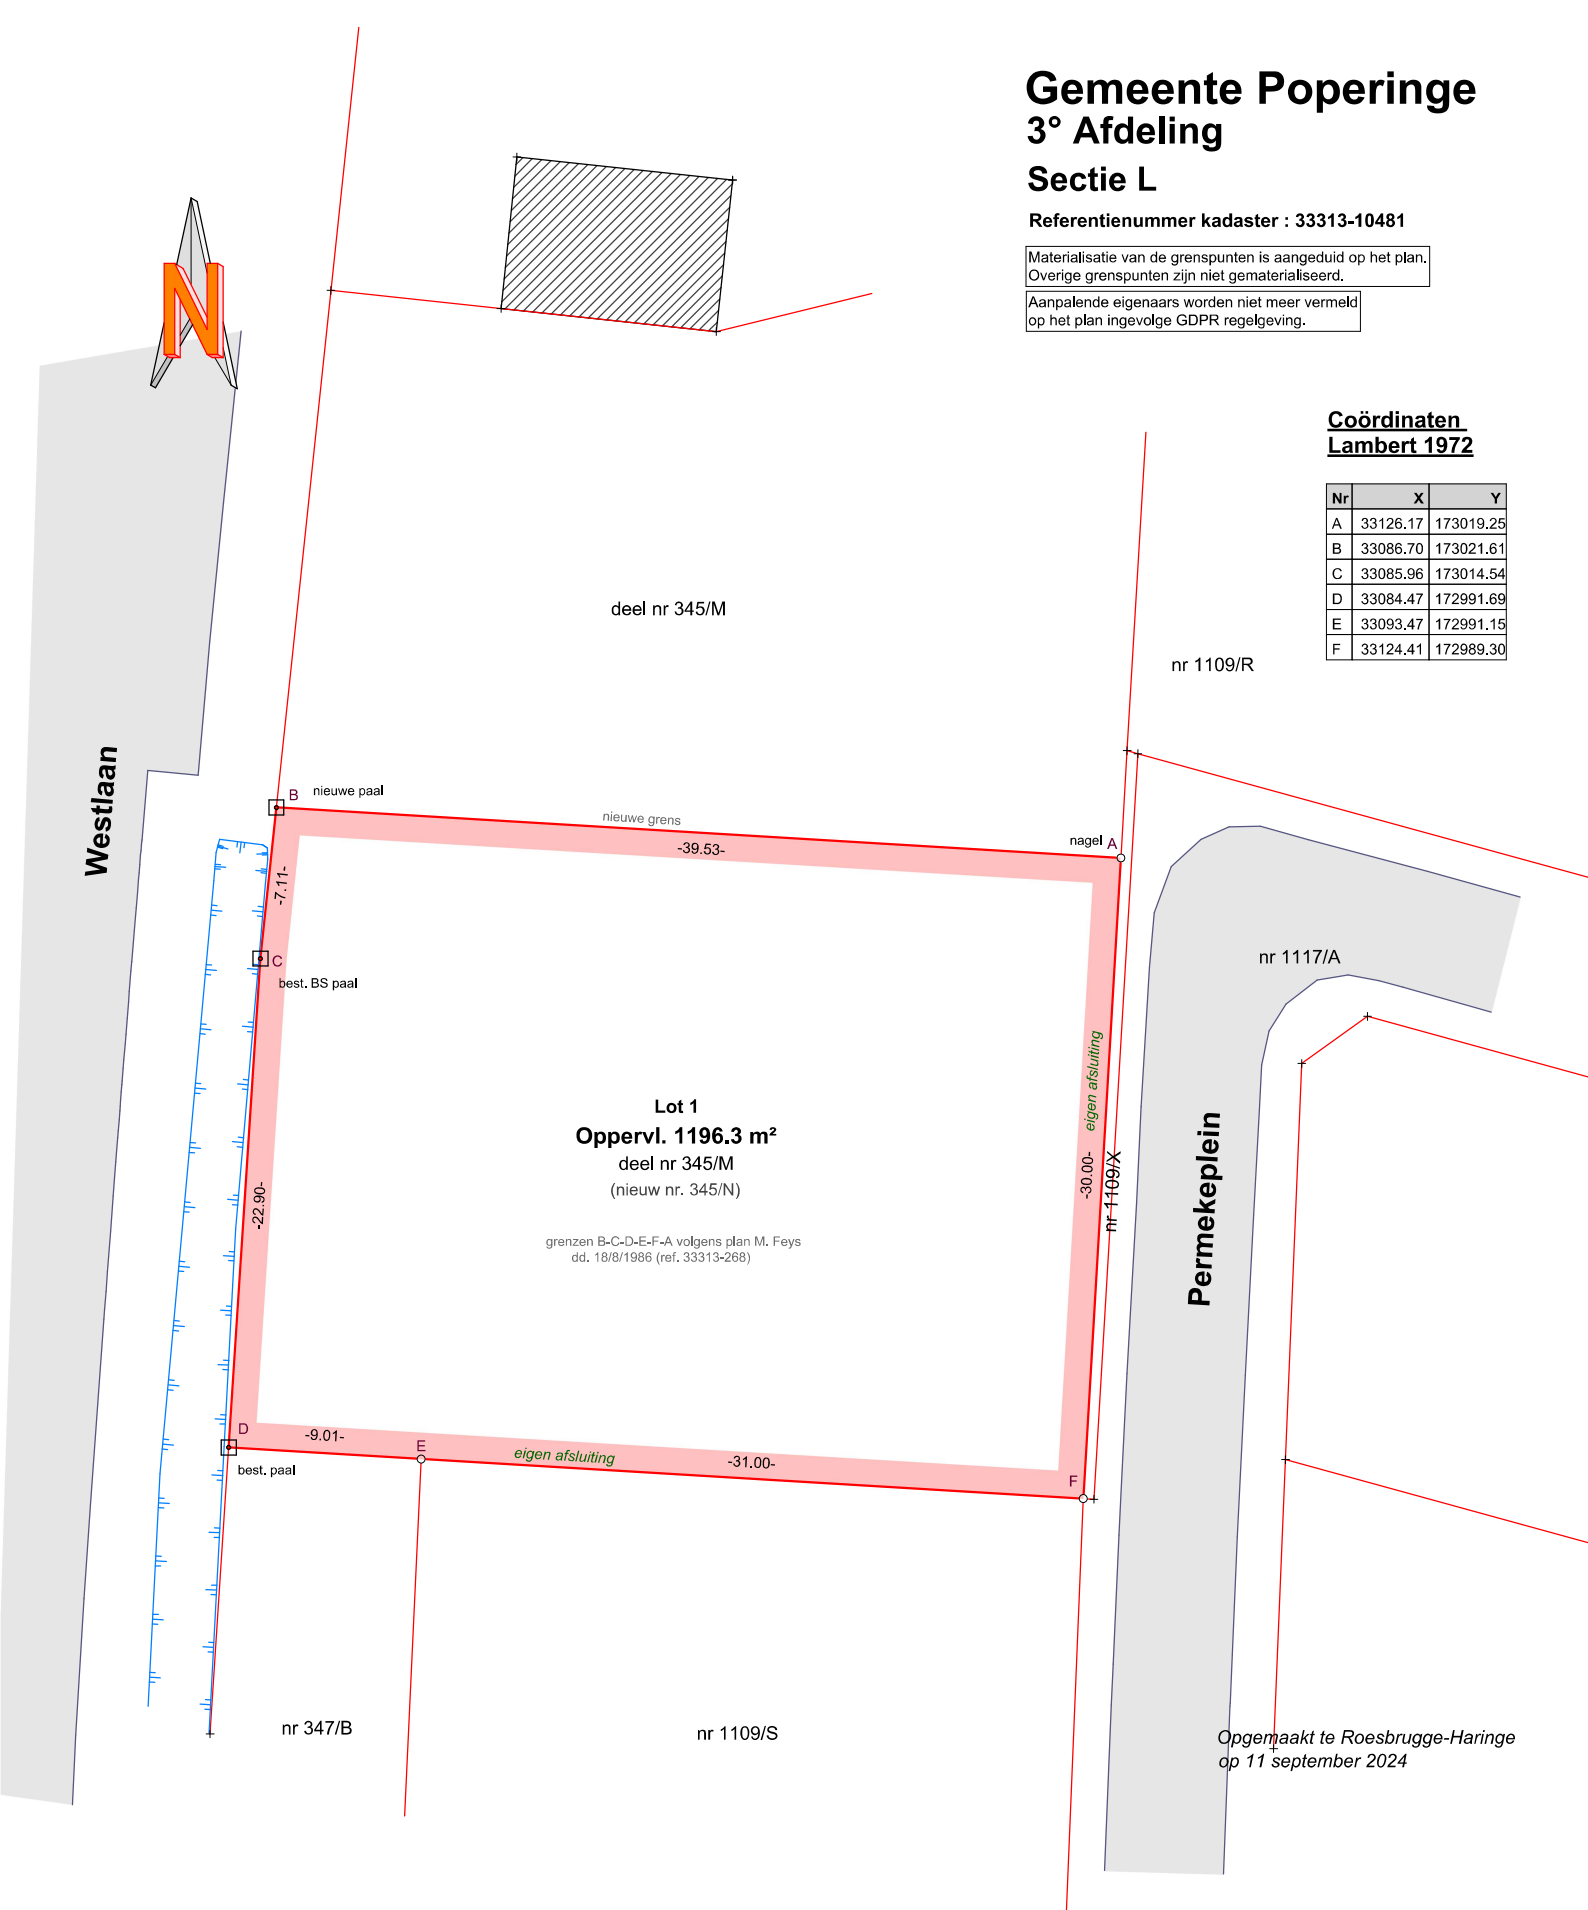 Gemeente Poperinge
3° Afdeling
Sectie L
Referentienummer kadaster : 33313-10481
Materialisatie van de grenspunten is aangeduid op het plan.
Overige grenspunten zijn niet gematerialiseerd.
Aanpalende eigenaars worden niet meer vermeld
op het plan ingevolge GDPR regelgeving.
N
Coördinaten
Lambert 1972
Nr X Y
A 33126.17 173019.25
B 33086.70 173021.61
C 33085.96 173014.54
D 33084.47 172991.69
E 33093.47 172991.15
F 33124.41 172989.30
deel nr 345/M
nr 1109/R
Westlaan
B nieuwe paal
nieuwe grens
-39.53-
nagel A
-7.11-
C
best. BS paal
nr 1117/A
eigen afsluiting
-30.00-
nr 1109/X
Permekeplein
Lot 1
Oppervl. 1196.3 m²
deel nr 345/M
(nieuw nr. 345/N)
grenzen B-C-D-E-F-A volgens plan M. Feys
dd. 18/8/1986 (ref. 33313-268)
-22.90-
D
-9.01-
E
eigen afsluiting
-31.00-
F
best. paal
nr 347/B
nr 1109/S
Opgemaakt te Roesbrugge-Haringe
op 11 september 2024